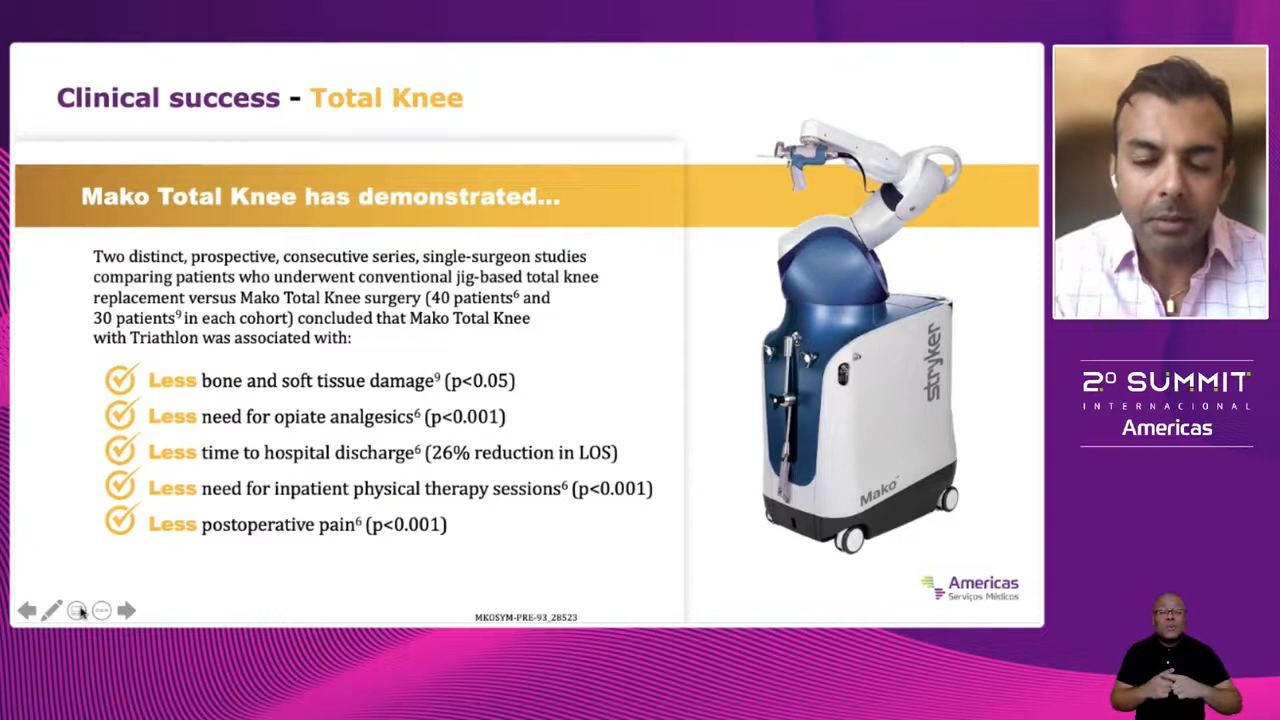 Clinical success - Total Knee
Mako Total Knee has demonstrated...
Two distinct, prospective, consecutive series, single-surgeon studies
comparing patients who underwent conventional jig-based total knee
replacement versus Mako Total Knee surgery (40 patients⁶ and
30 patients⁹ in each cohort) concluded that Mako Total Knee
with Triathlon was associated with:
Less bone and soft tissue damage⁹ (p<0.05)
Less need for opiate analgesics⁶ (p<0.001)
Less time to hospital discharge⁶ (26% reduction in LOS)
Less need for inpatient physical therapy sessions⁶ (p<0.001)
Less postoperative pain⁶ (p<0.001)
MKOSYM-PRE-93_28523
stryker
Mako
Americas
Serviços Médicos
2º SUMMIT
INTERNACIONAL
Americas